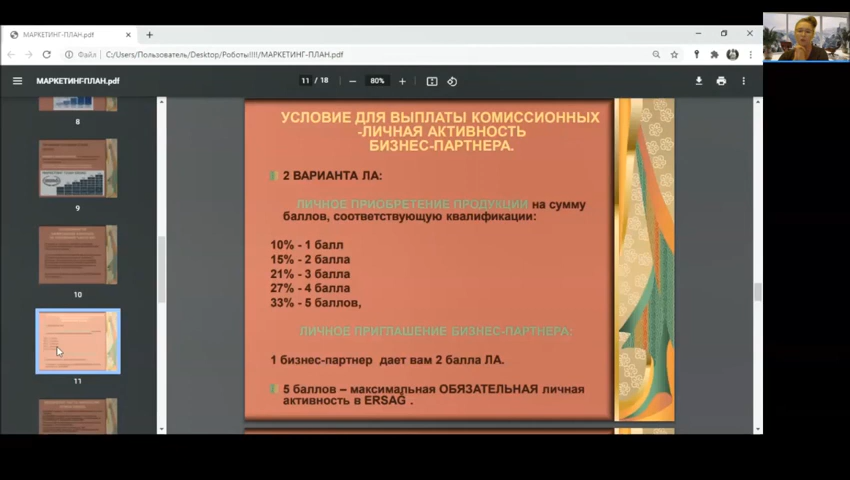 МАРКЕТИНГ-ПЛАН.pdf
Файл
C:/Users/Пользователь/Desktop/Роботы!!!!/МАРКЕТИНГ-ПЛАН.pdf
МАРКЕТИНГ-ПЛАН.pdf
11 / 18
80%
8
9
10
11
УСЛОВИЕ ДЛЯ ВЫПЛАТЫ КОМИССИОННЫХ
-ЛИЧНАЯ АКТИВНОСТЬ
БИЗНЕС-ПАРТНЕРА.
2 ВАРИАНТА ЛА:
ЛИЧНОЕ ПРИОБРЕТЕНИЕ ПРОДУКЦИИ на сумму
баллов, соответствующую квалификации:
10% - 1 балл
15% - 2 балла
21% - 3 балла
27% - 4 балла
33% - 5 баллов,
ЛИЧНОЕ ПРИГЛАШЕНИЕ БИЗНЕС-ПАРТНЕРА:
1 бизнес-партнер дает вам 2 балла ЛА.
5 баллов – максимальная ОБЯЗАТЕЛЬНАЯ личная
активность в ERSAĞ .